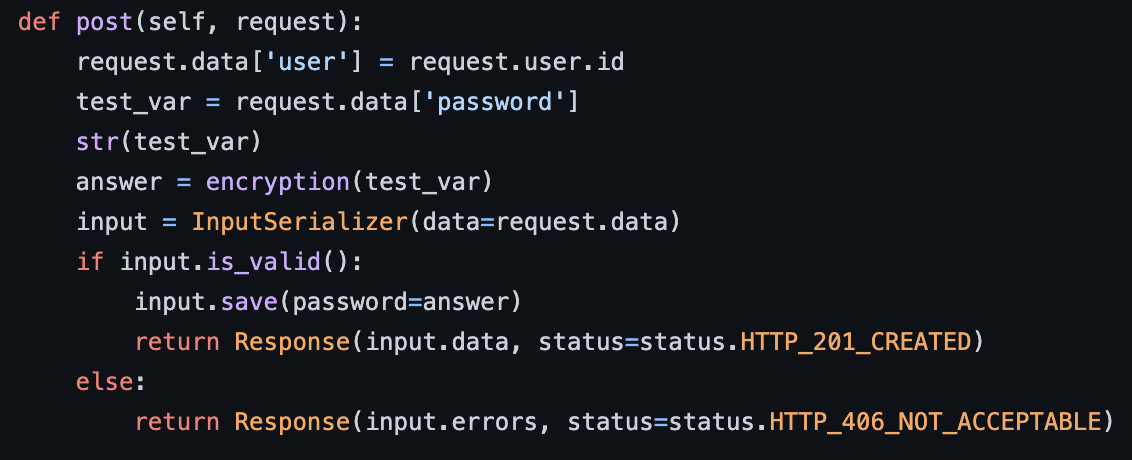 def post(self, request):
    request.data['user'] = request.user.id
    test_var = request.data['password']
    str(test_var)
    answer = encryption(test_var)
    input = InputSerializer(data=request.data)
    if input.is_valid():
        input.save(password=answer)
        return Response(input.data, status=status.HTTP_201_CREATED)
    else:
        return Response(input.errors, status=status.HTTP_406_NOT_ACCEPTABLE)